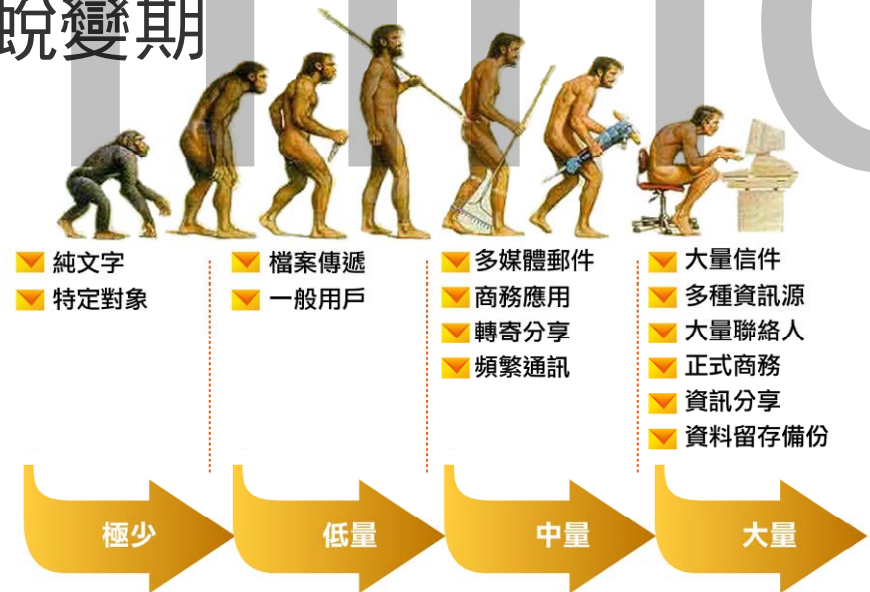 蛻變期
純文字
特定對象
檔案傳遞
一般用戶
多媒體郵件
商務應用
轉寄分享
頻繁通訊
大量信件
多種資訊源
大量聯絡人
正式商務
資訊分享
資料留存備份
極少
低量
中量
大量